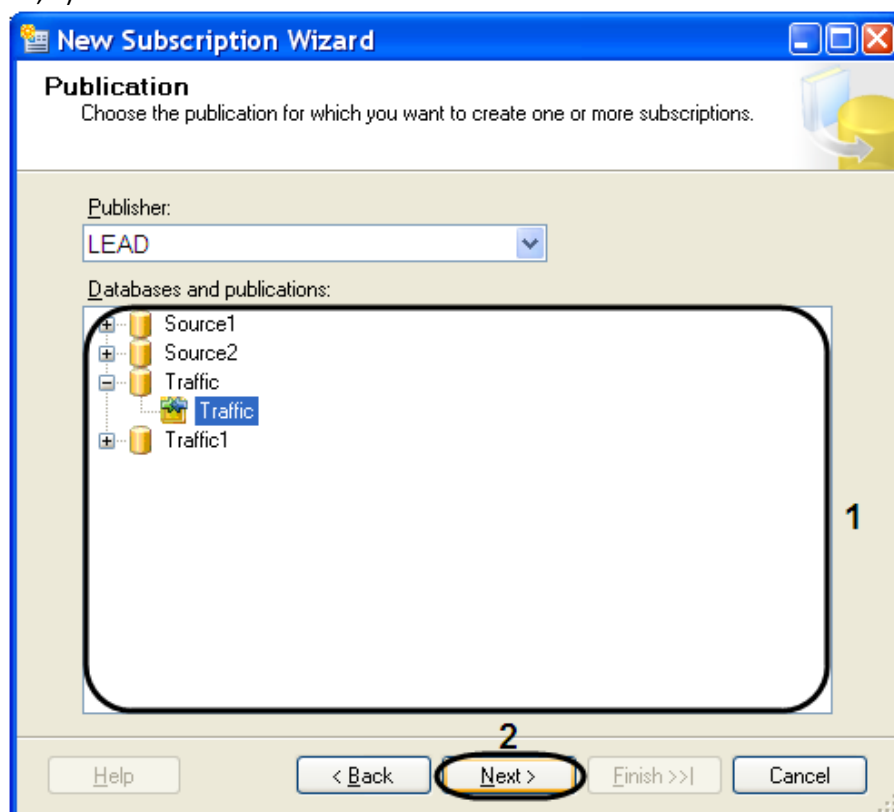 New Subscription Wizard
Publication
Choose the publication for which you want to create one or more subscriptions.
Publisher:
LEAD
Databases and publications:
Source1
Source2
Traffic
Traffic
Traffic1
1
2
Help
< Back
Next >
Finish >>|
Cancel